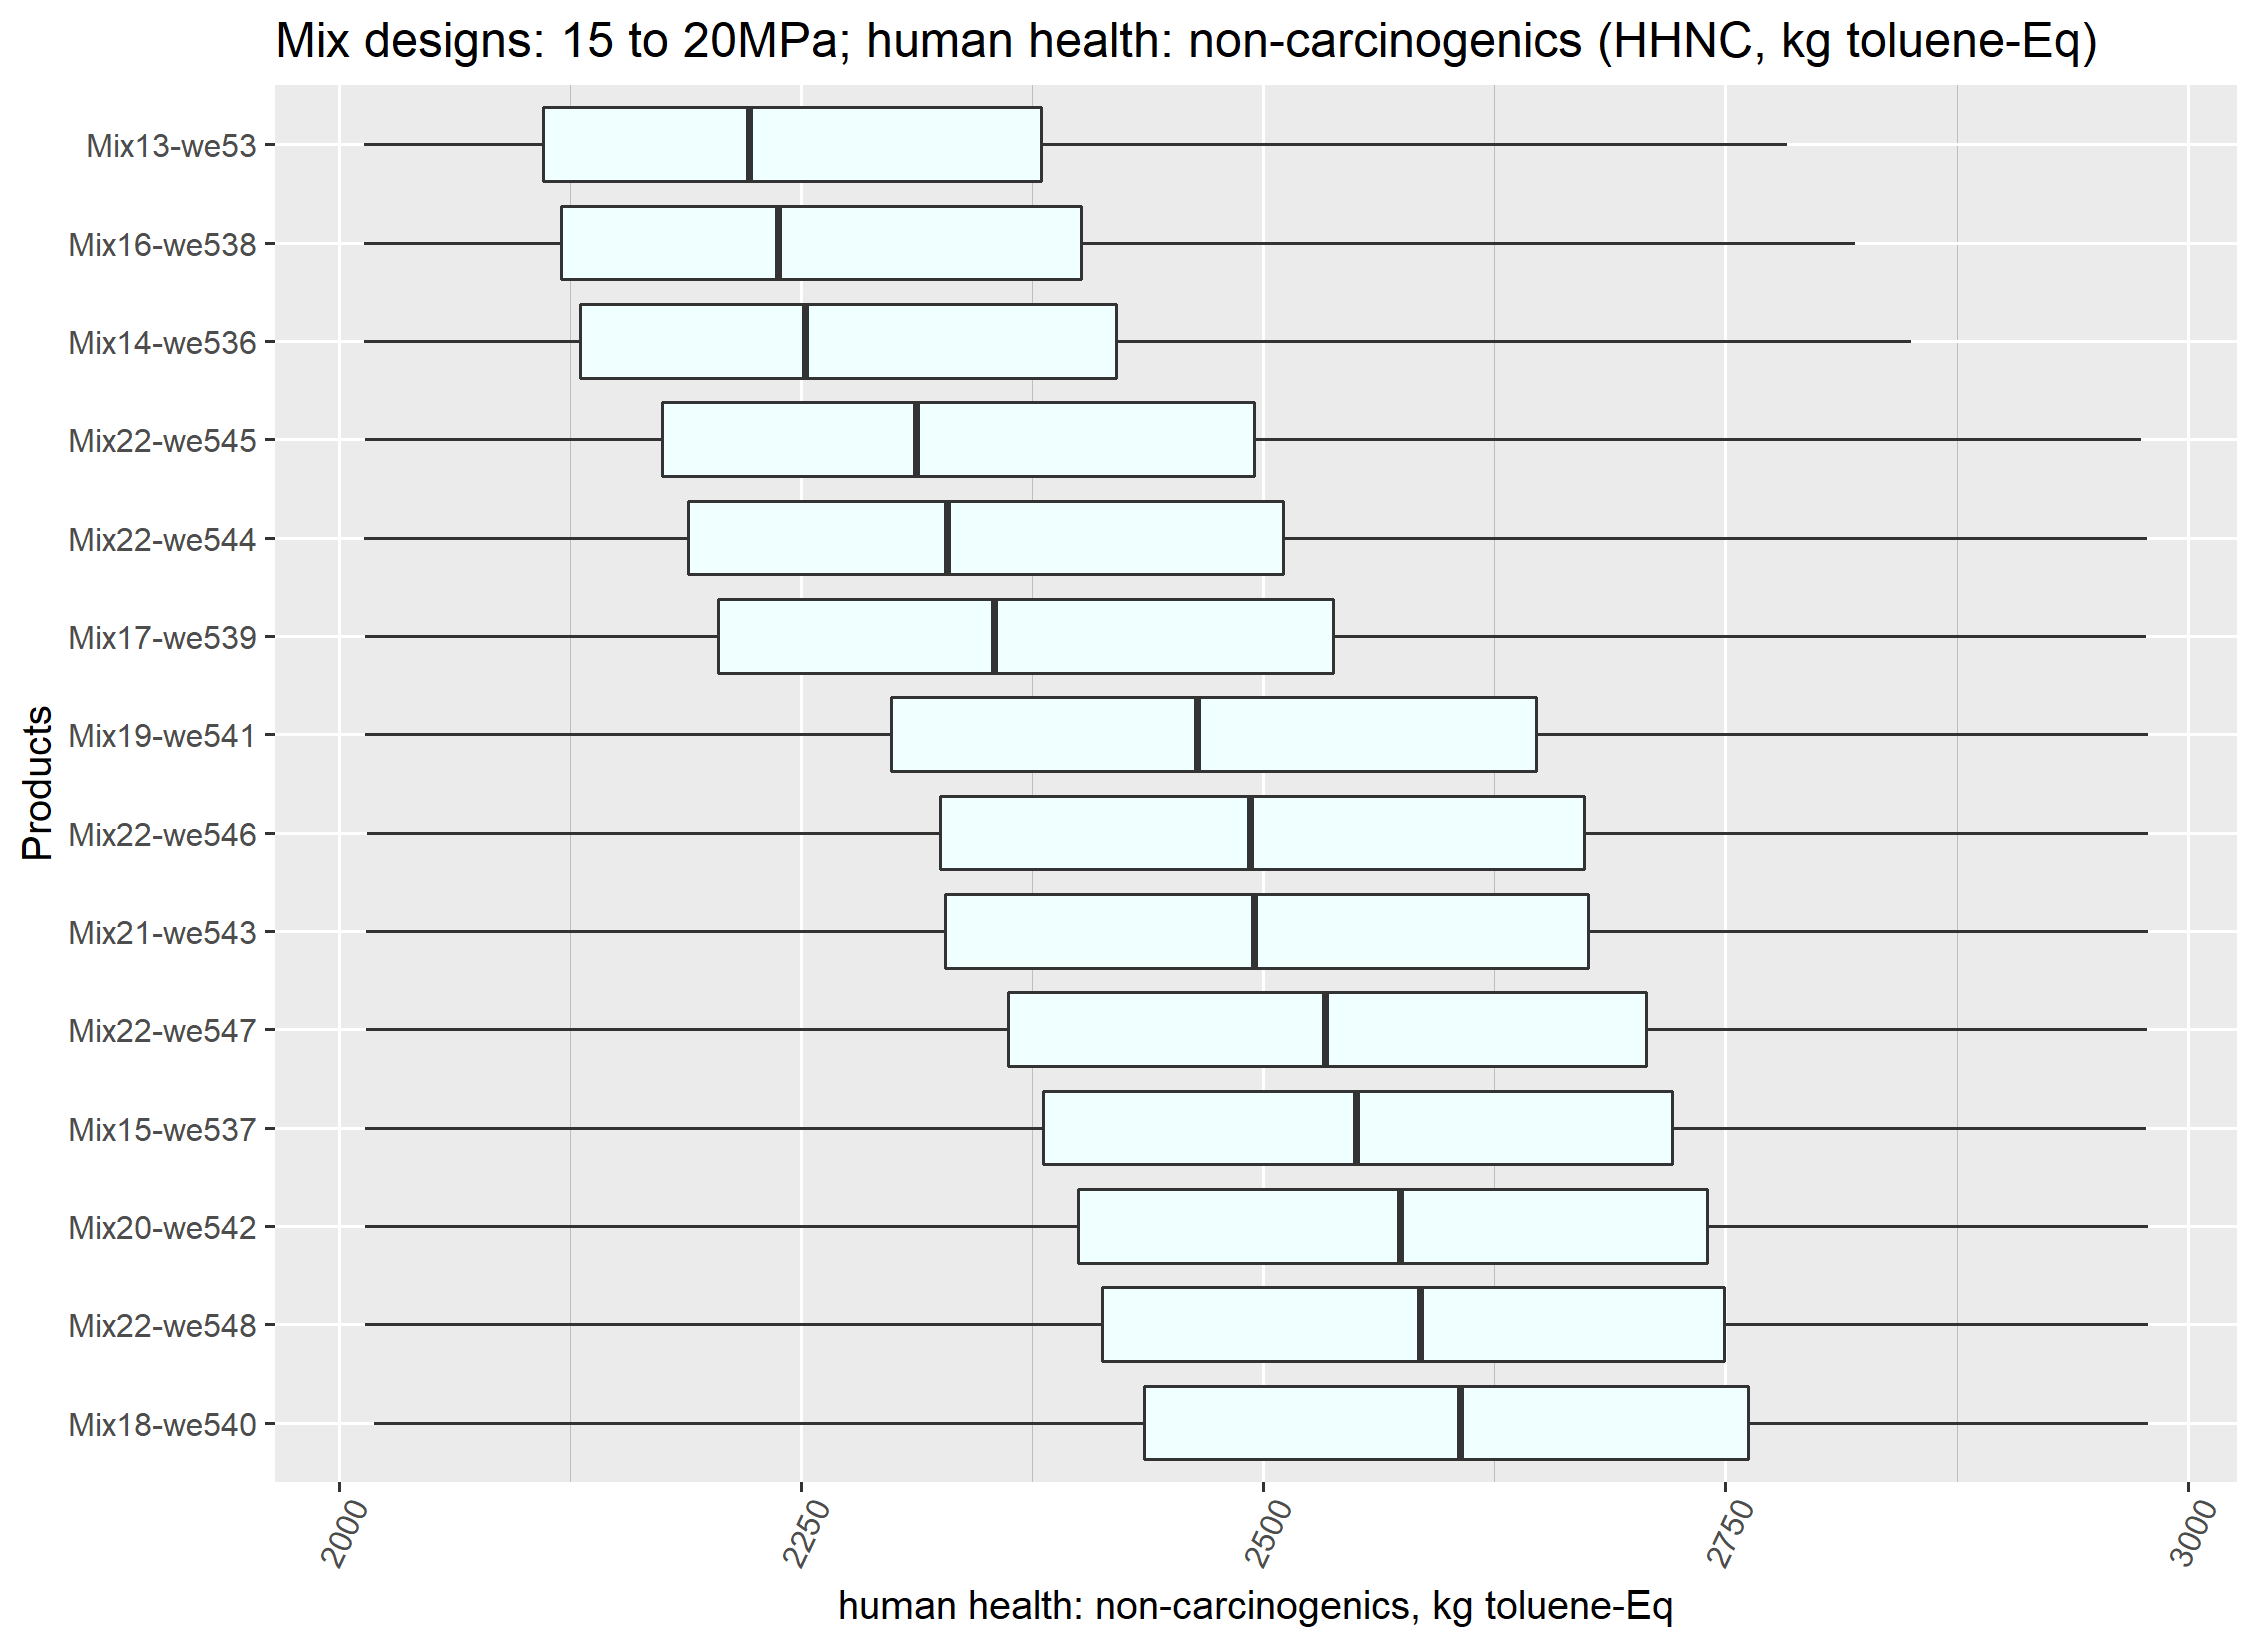 Mix designs: 15 to 20MPa; human health: non-carcinogenics (HHNC, kg toluene-Eq)
Products
Mix13-we53
Mix16-we538
Mix14-we536
Mix22-we545
Mix22-we544
Mix17-we539
Mix19-we541
Mix22-we546
Mix21-we543
Mix22-we547
Mix15-we537
Mix20-we542
Mix22-we548
Mix18-we540
2000 2250 2500 2750 3000
human health: non-carcinogenics, kg toluene-Eq